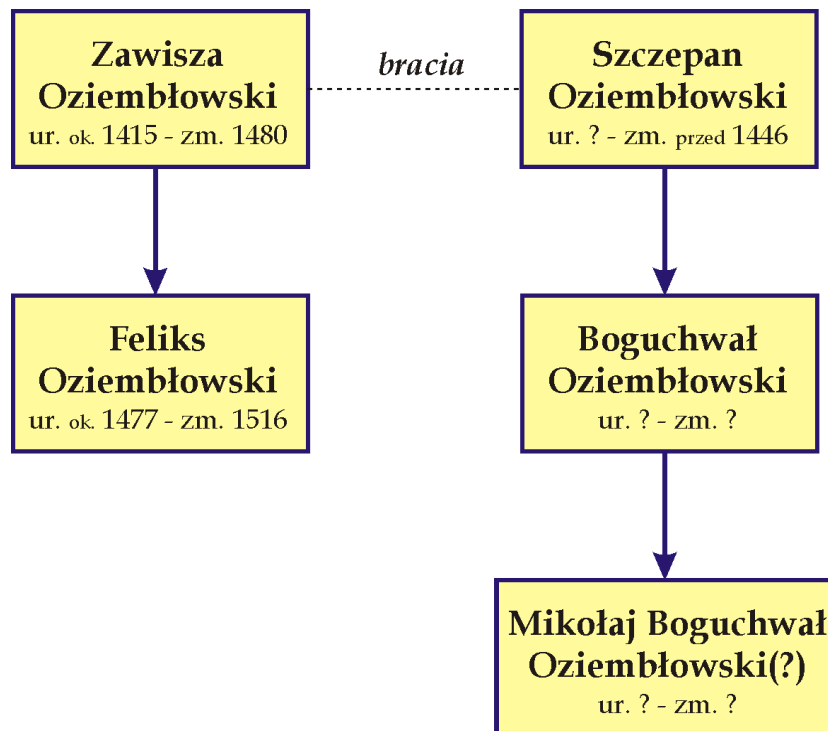 Zawisza
Oziembłowski
ur. ok. 1415 - zm. 1480
bracia
Szczepan
Oziembłowski
ur. ? - zm. przed 1446
Feliks
Oziembłowski
ur. ok. 1477 - zm. 1516
Boguchwał
Oziembłowski
ur. ? - zm. ?
Mikołaj Boguchwał
Oziembłowski(?)
ur. ? - zm. ?